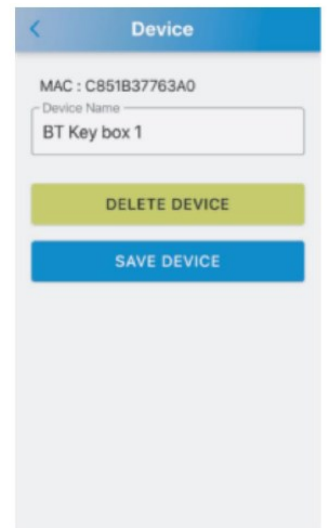 Device
MAC : C851B37763A0
Device Name
BT Key box 1
DELETE DEVICE
SAVE DEVICE